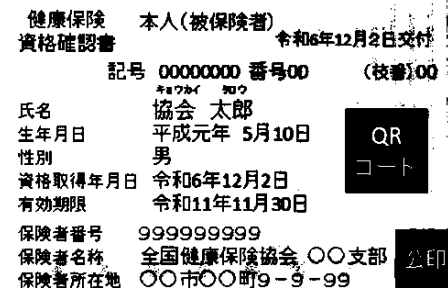 健康保険 本人(被保険者)
資格確認書 令和6年12月2日交付
記号 00000000 番号00 (枝番)00
キョウカイ タロウ
氏名 協会 太郎
生年月日 平成元年 5月10日
性別 男
QR
コート
資格取得年月日 令和6年12月2日
有効期限 令和11年11月30日
保険者番号 999999999
保険者名称 全国健康保険協会 〇〇支部
公印
保険者所在地 〇〇市〇〇町9-9-99